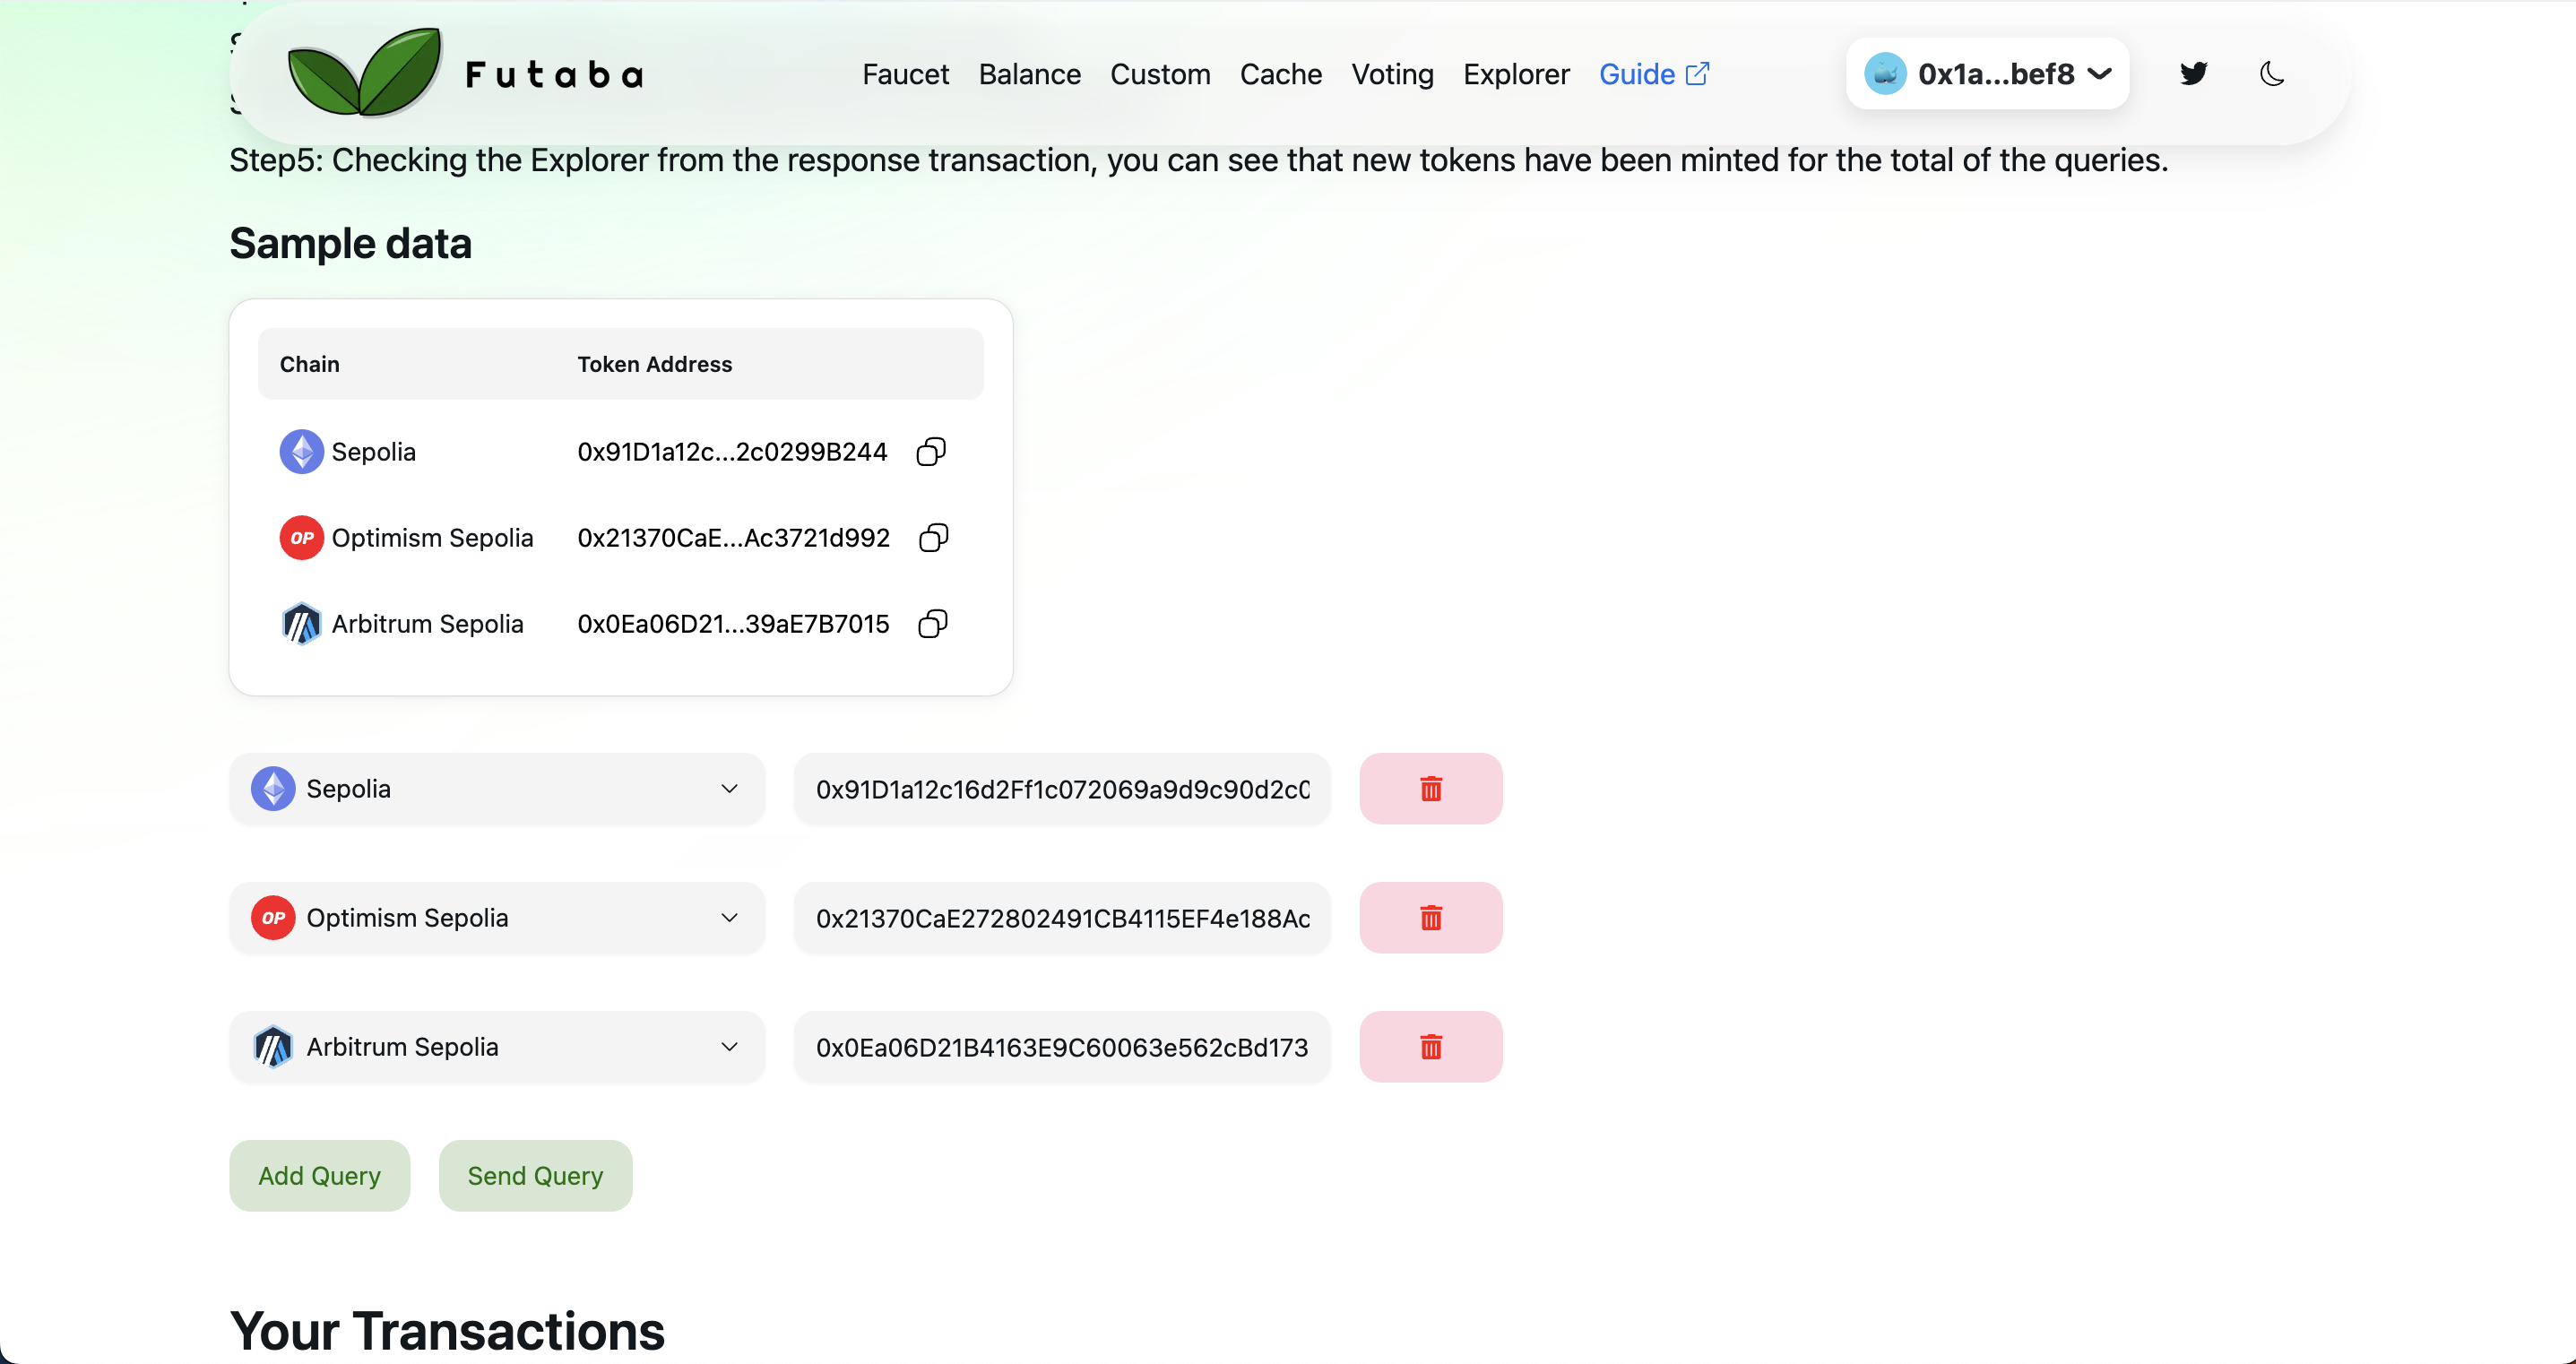 Futaba
Faucet Balance Custom Cache Voting Explorer Guide
0x1a...bef8
Step5: Checking the Explorer from the response transaction, you can see that new tokens have been minted for the total of the queries.
Sample data
Chain Token Address
Sepolia 0x91D1a12c...2c0299B244
OP Optimism Sepolia 0x21370CaE...Ac3721d992
Arbitrum Sepolia 0x0Ea06D21...39aE7B7015
Sepolia 0x91D1a12c16d2Ff1c072069a9d9c90d2c0
OP Optimism Sepolia 0x21370CaE272802491CB4115EF4e188Ac
Arbitrum Sepolia 0x0Ea06D21B4163E9C60063e562cBd173
Add Query Send Query
Your Transactions